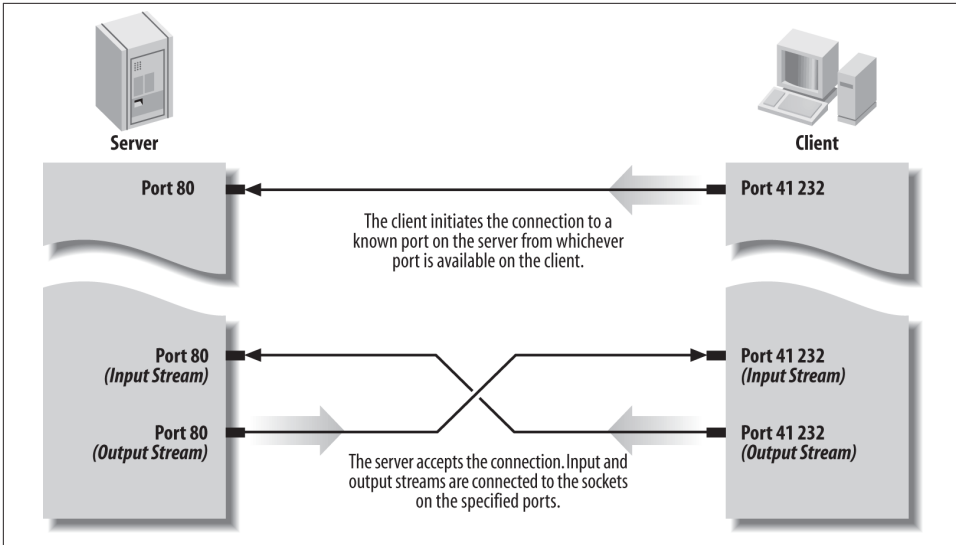 Server
Client
Port 80
Port 41 232
The client initiates the connection to a
known port on the server from whichever
port is available on the client.
Port 80
(Input Stream)
Port 41 232
(Input Stream)
Port 80
(Output Stream)
Port 41 232
(Output Stream)
The server accepts the connection. Input and
output streams are connected to the sockets
on the specified ports.